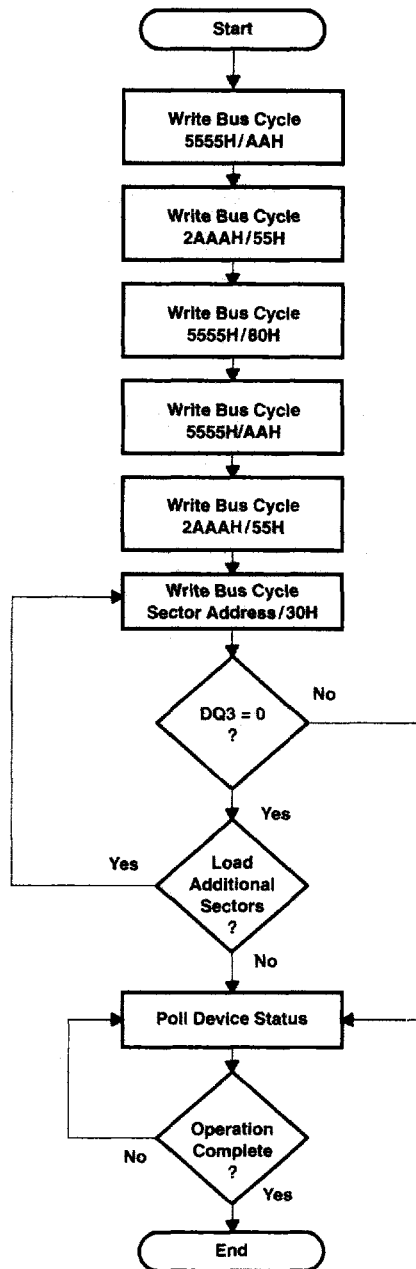 Start
Write Bus Cycle
5555H/AAH
Write Bus Cycle
2AAAH/55H
Write Bus Cycle
5555H/80H
Write Bus Cycle
5555H/AAH
Write Bus Cycle
2AAAH/55H
Write Bus Cycle
Sector Address/30H
No
DQ3 = 0
?
Yes
Yes
Load
Additional
Sectors
?
No
Poll Device Status
Operation
Complete
?
No
Yes
End